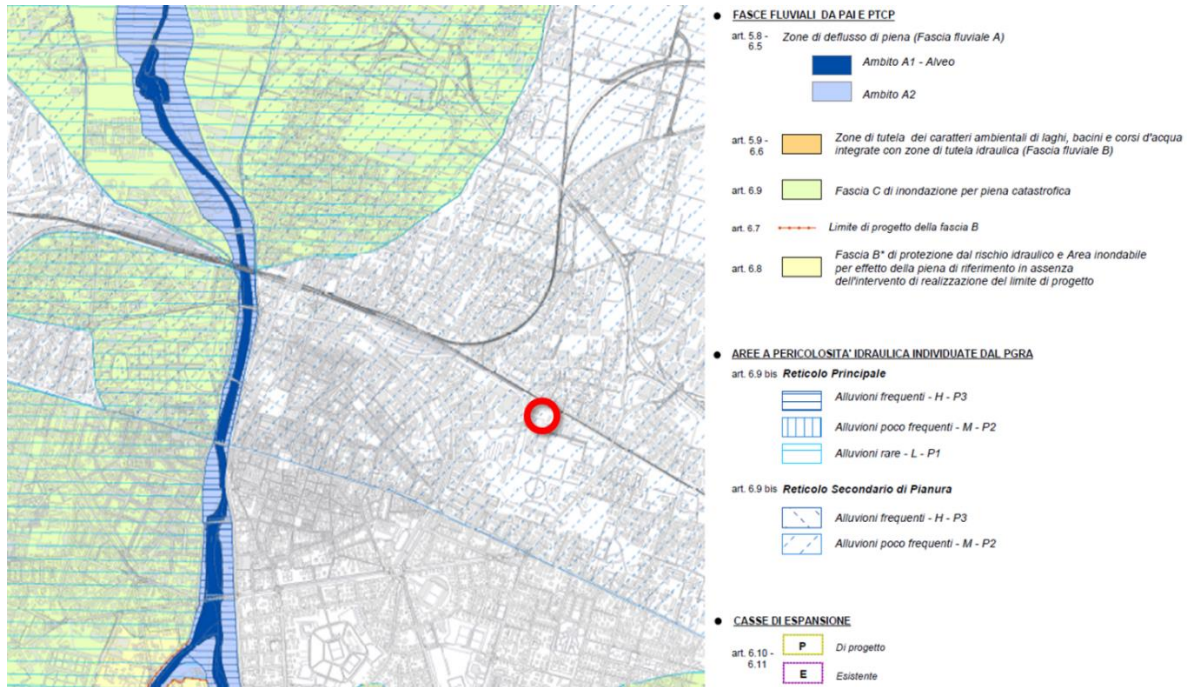 FASCE FLUVIALI DA PAI E PTCP
art. 5.8 -
6.5
Zone di deflusso di piena (Fascia fluviale A)
Ambito A1 - Alveo
Ambito A2
art. 5.9 -
6.6
Zone di tutela dei caratteri ambientali di laghi, bacini e corsi d'acqua
integrate con zone di tutela idraulica (Fascia fluviale B)
art. 6.9
Fascia C di inondazione per piena catastrofica
art. 6.7
Limite di progetto della fascia B
art. 6.8
Fascia B* di protezione dal rischio idraulico e Area inondabile
per effetto della piena di riferimento in assenza
dell'intervento di realizzazione del limite di progetto
AREE A PERICOLOSITA' IDRAULICA INDIVIDUATE DAL PGRA
art. 6.9 bis Reticolo Principale
Alluvioni frequenti - H - P3
Alluvioni poco frequenti - M - P2
Alluvioni rare - L - P1
art. 6.9 bis Reticolo Secondario di Pianura
Alluvioni frequenti - H - P3
Alluvioni poco frequenti - M - P2
CASSE DI ESPANSIONE
art. 6.10 -
6.11
P Di progetto
E Esistente